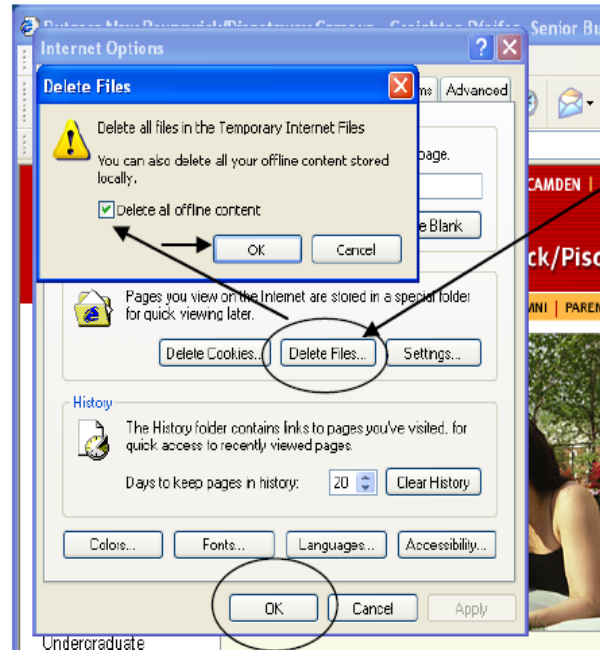 Senior Bu
Internet Options
Advanced
Delete Files
Delete all files in the Temporary Internet Files
You can also delete all your offline content stored
locally.
page.
Delete all offline content
OK Cancel
e Blank
CAMDEN |
ck/Pisc
MNI | PAREN
Pages you view on the Internet are stored in a special folder
for quick viewing later.
Delete Cookies... Delete Files... Settings...
History
The History folder contains links to pages you've visited, for
quick access to recently viewed pages.
Days to keep pages in history: 20 Clear History
Colors... Fonts... Languages... Accessibility...
OK Cancel Apply
Undergraduate